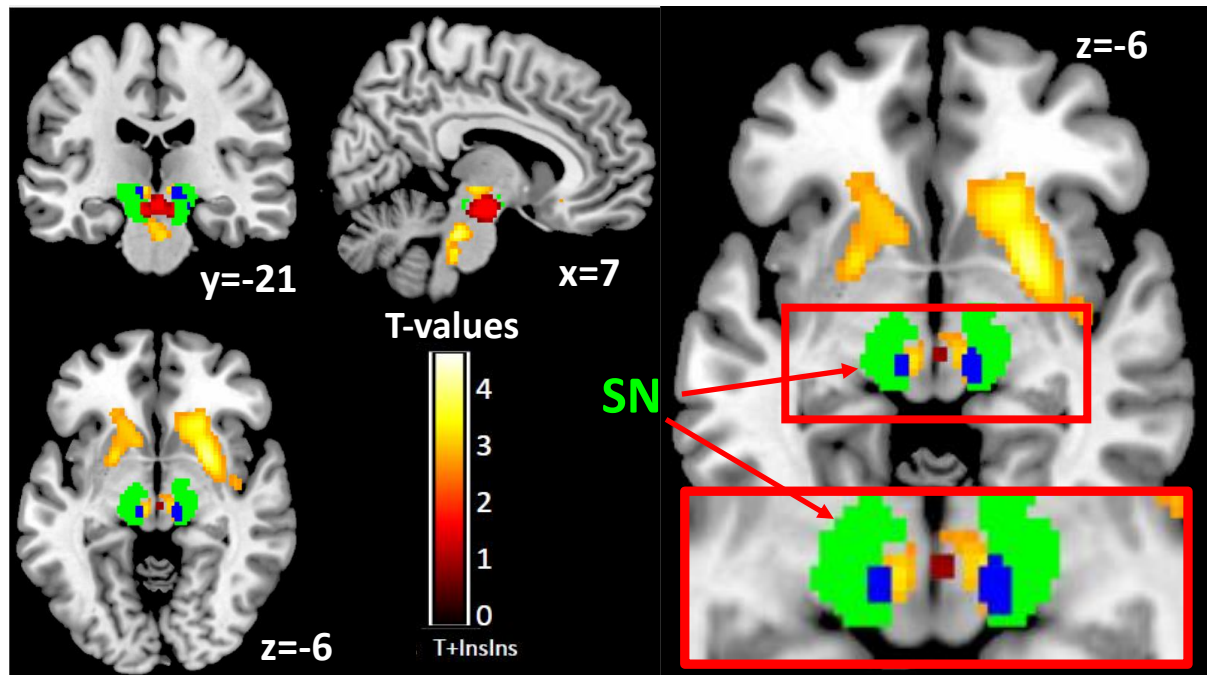 z=-6
y=-21
x=7
T-values
4
3
SN
2
1
0
T+InsIns
z=-6